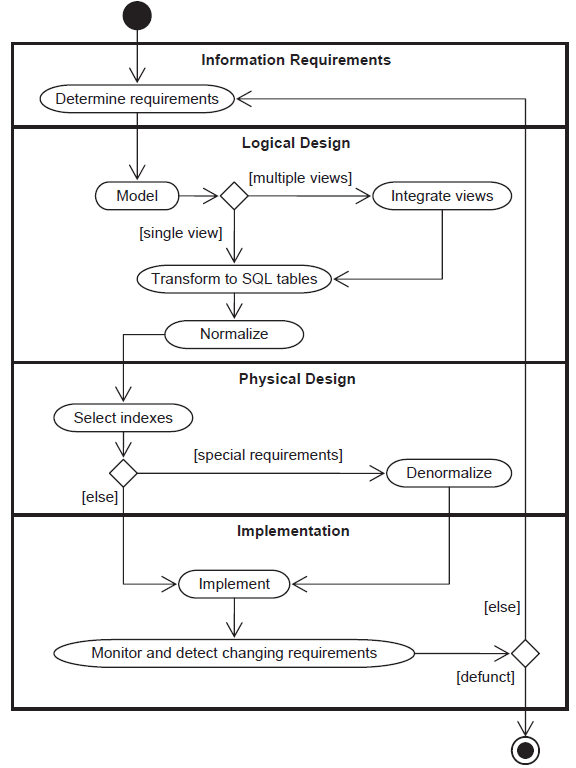 Information Requirements
Determine requirements
Logical Design
[multiple views]
Model
Integrate views
[single view]
Transform to SQL tables
Normalize
Physical Design
Select indexes
[special requirements]
Denormalize
[else]
Implementation
Implement
[else]
Monitor and detect changing requirements
[defunct]